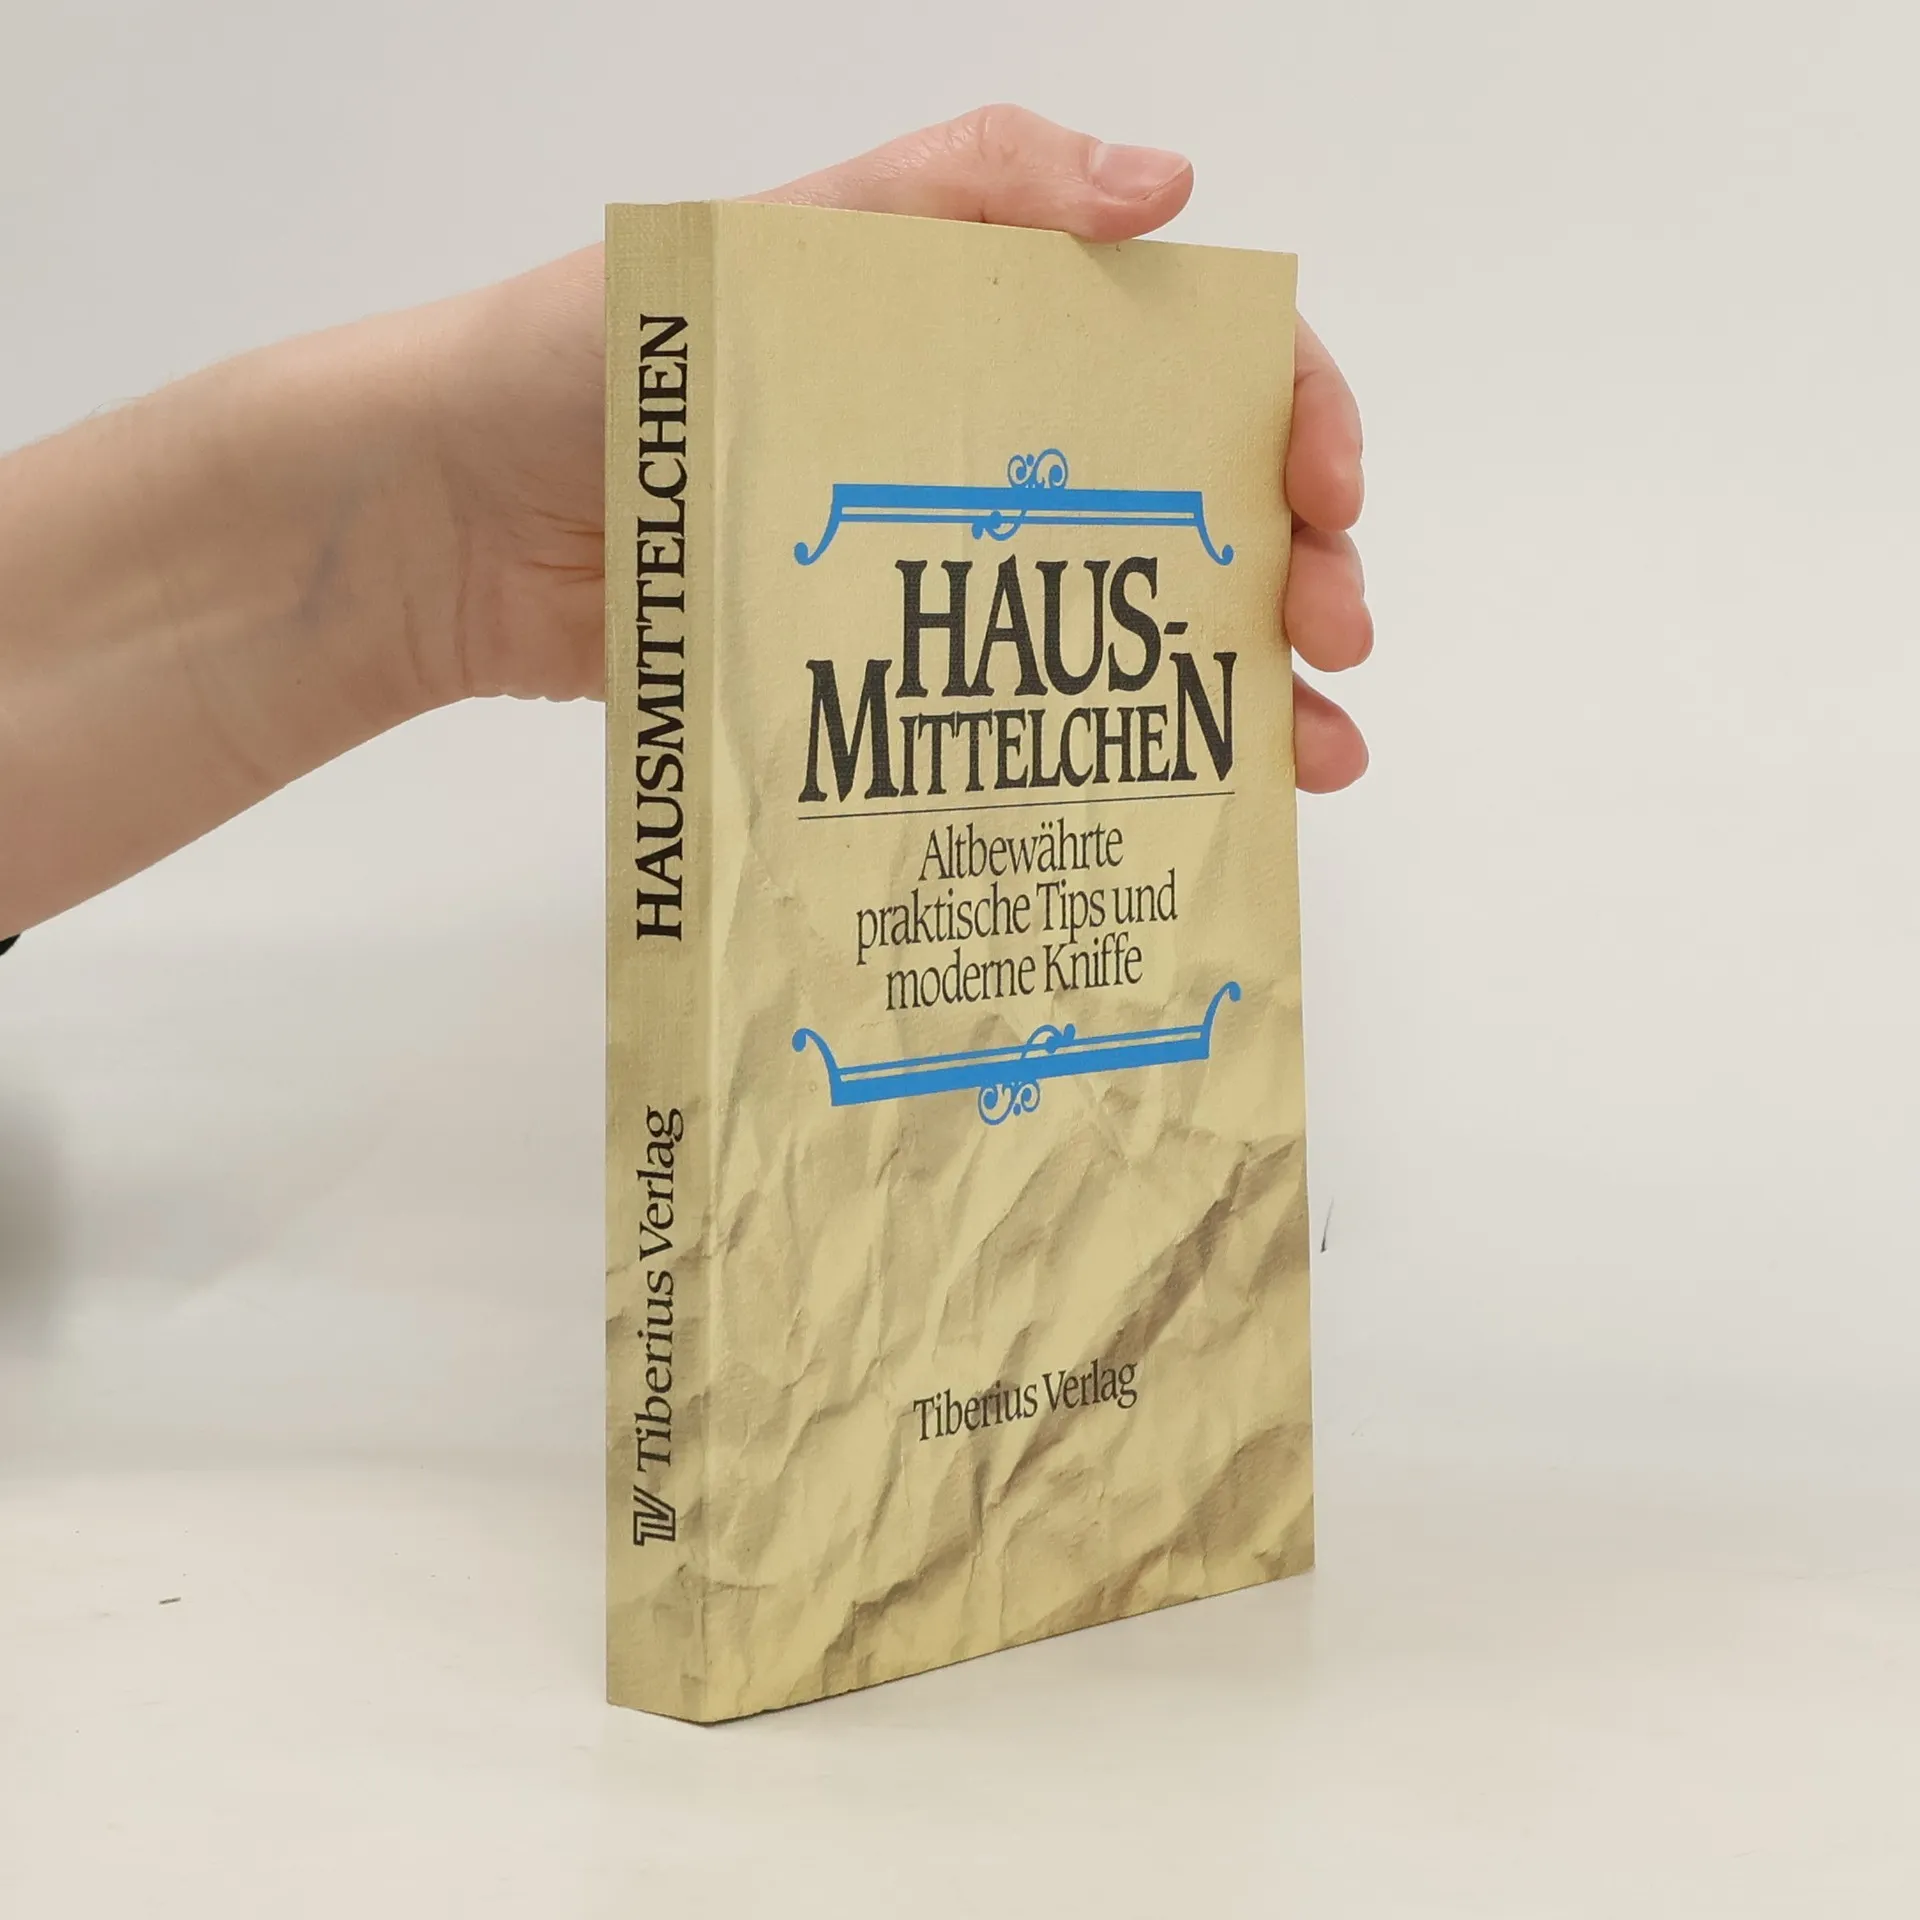 HAUSMITTELCHEN
TV Tiberius Verlag
HAUS-
MITTELCHEN
Altbewährte
praktische Tips und
moderne Kniffe
Tiberius Verlag